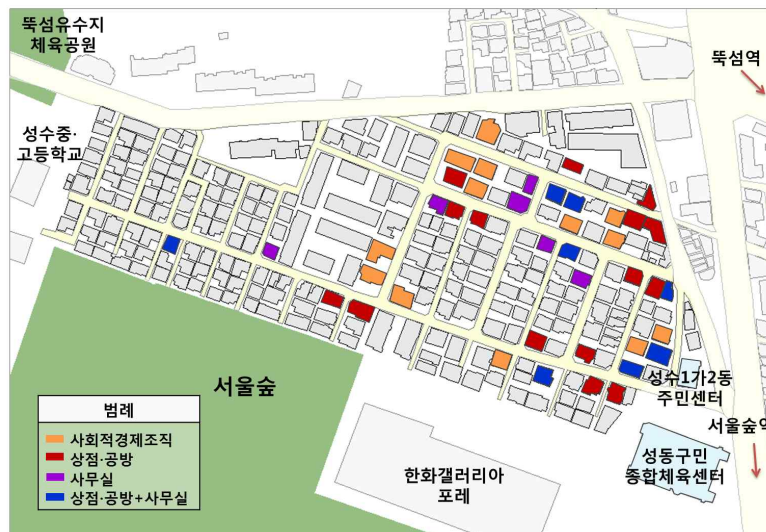 뚝섬유수지
체육공원
뚝섬역
성수중·
고등학교
서울숲
성수1가2동
주민센터
서울숲역
한화갤러리아
포레
성동구민
종합체육센터
범례
사회적경제조직
상점·공방
사무실
상점·공방+사무실